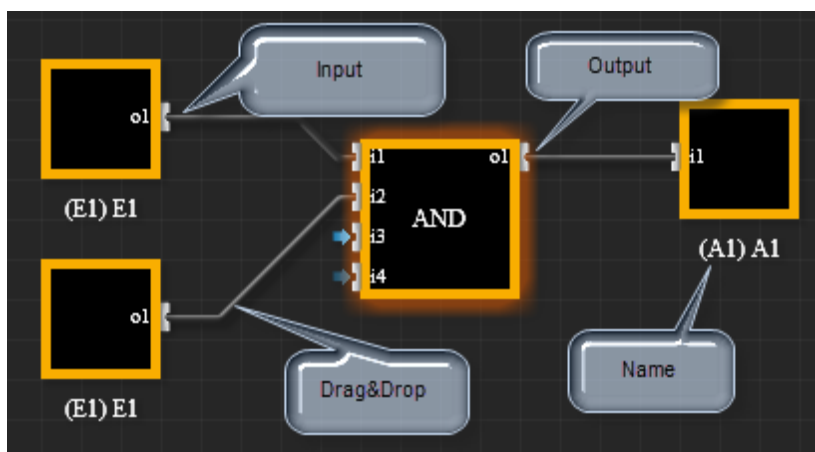 Input
Output
o1
(E1) E1
i1
i2
i3
i4
AND
o1
i1
(A1) A1
o1
(E1) E1
Drag&Drop
Name